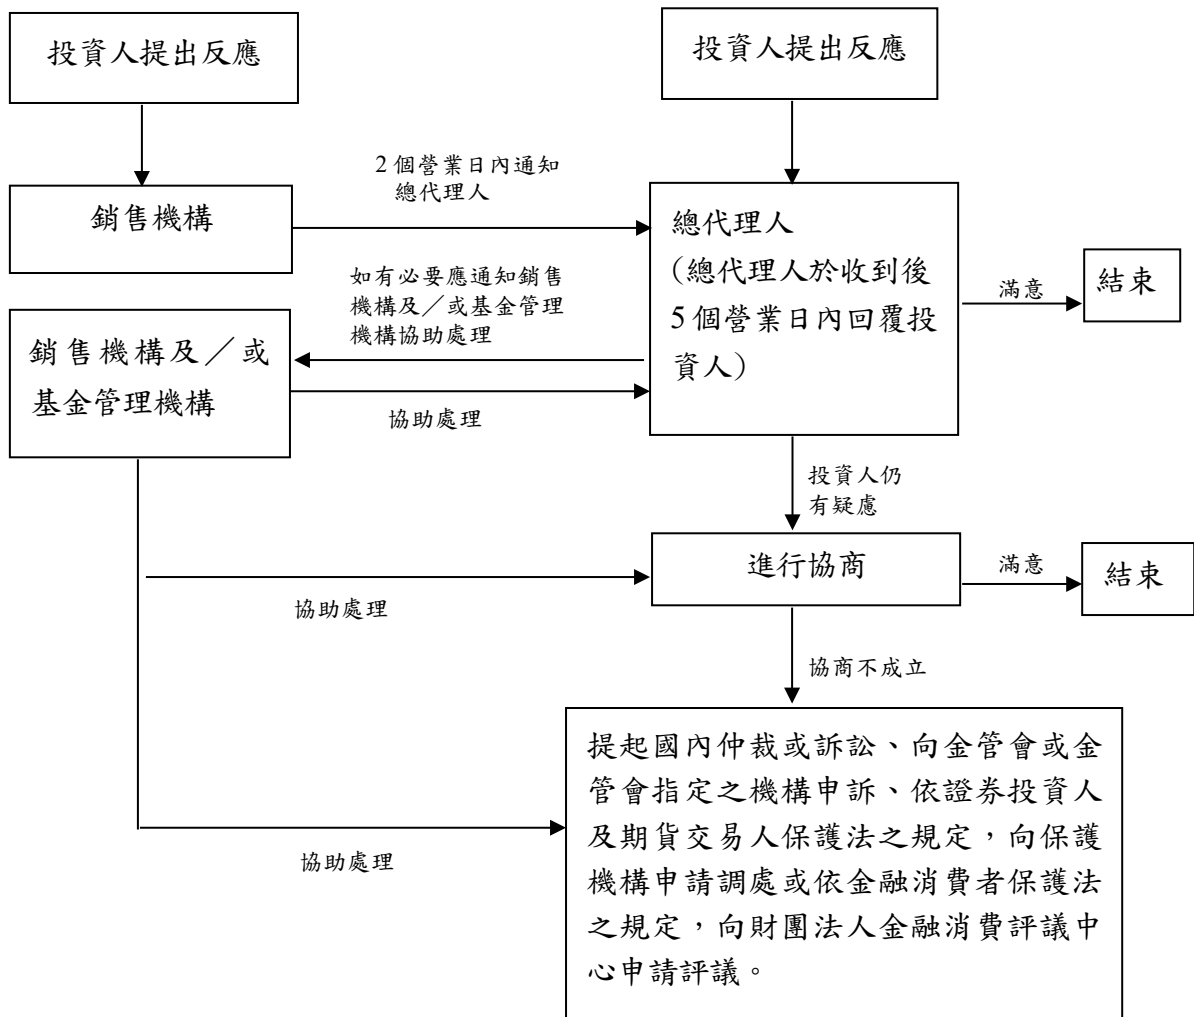 投資人提出反應
投資人提出反應
2個營業日內通知
總代理人
銷售機構
總代理人
(總代理人於收到後
5個營業日內回覆投
資人)
滿意
結束
如有必要應通知銷售
機構及／或基金管理
機構協助處理
銷售機構及／或
基金管理機構
協助處理
投資人仍
有疑慮
進行協商
滿意
結束
協助處理
協商不成立
提起國內仲裁或訴訟、向金管會或金
管會指定之機構申訴、依證券投資人
及期貨交易人保護法之規定，向保護
機構申請調處或依金融消費者保護法
之規定，向財團法人金融消費評議中
心申請評議。
協助處理